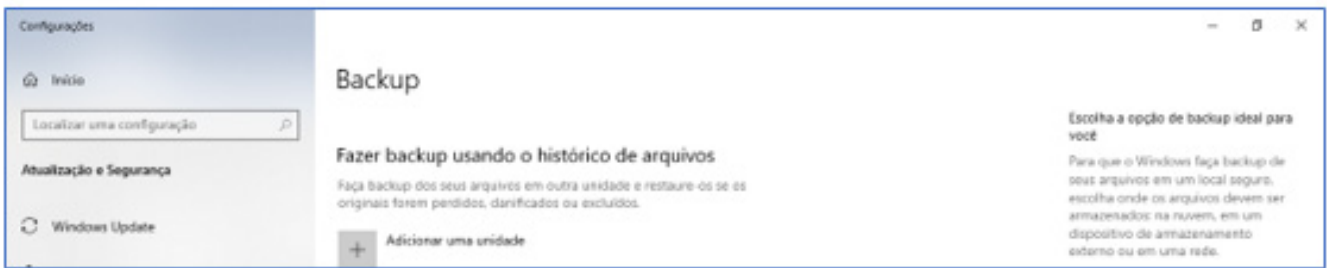 Configurações
Início
Localizar uma configuração
Atualização e Segurança
Windows Update
Backup
Fazer backup usando o histórico de arquivos
Faça backup dos seus arquivos em outra unidade e restaure-os se os
originais forem perdidos, danificados ou excluídos.
Adicionar uma unidade
Escolha a opção de backup ideal para
você
Para que o Windows faça backup de
seus arquivos em um local seguro,
escolha onde os arquivos devem ser
armazenados: na nuvem, em um
dispositivo de armazenamento
externo ou em uma rede.